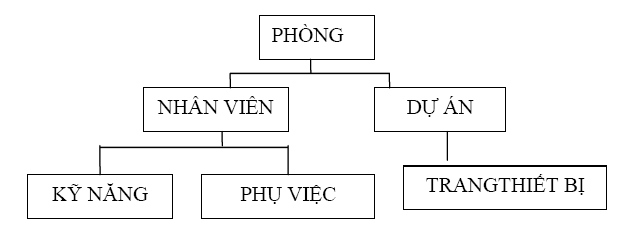 PHÒNG
NHÂN VIÊN
DỰ ÁN
KỸ NĂNG
PHỤ VIỆC
TRANGTHIẾT BỊ